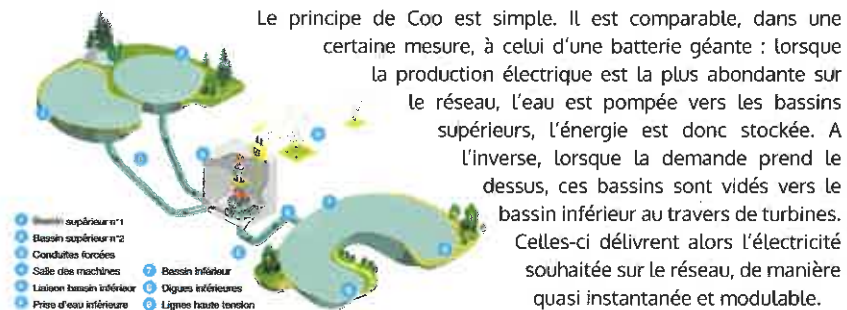 Le principe de Coo est simple. Il est comparable, dans une
certaine mesure, à celui d'une batterie géante : lorsque
la production électrique est la plus abondante sur
le réseau, l'eau est pompée vers les bassins
supérieurs, l'énergie est donc stockée. A
l'inverse, lorsque la demande prend le
dessus, ces bassins sont vidés vers le
bassin inférieur au travers de turbines.
Celles-ci délivrent alors l'électricité
souhaitée sur le réseau, de manière
quasi instantanée et modulable.
supérieur n°1
Bassin supérieur n°2
Conduites forcées
Salle des machines
Liaison bassin inférieur
Prise d'eau inférieure
7 Bassin inférieur
Digues inférieures
Lignes haute tension